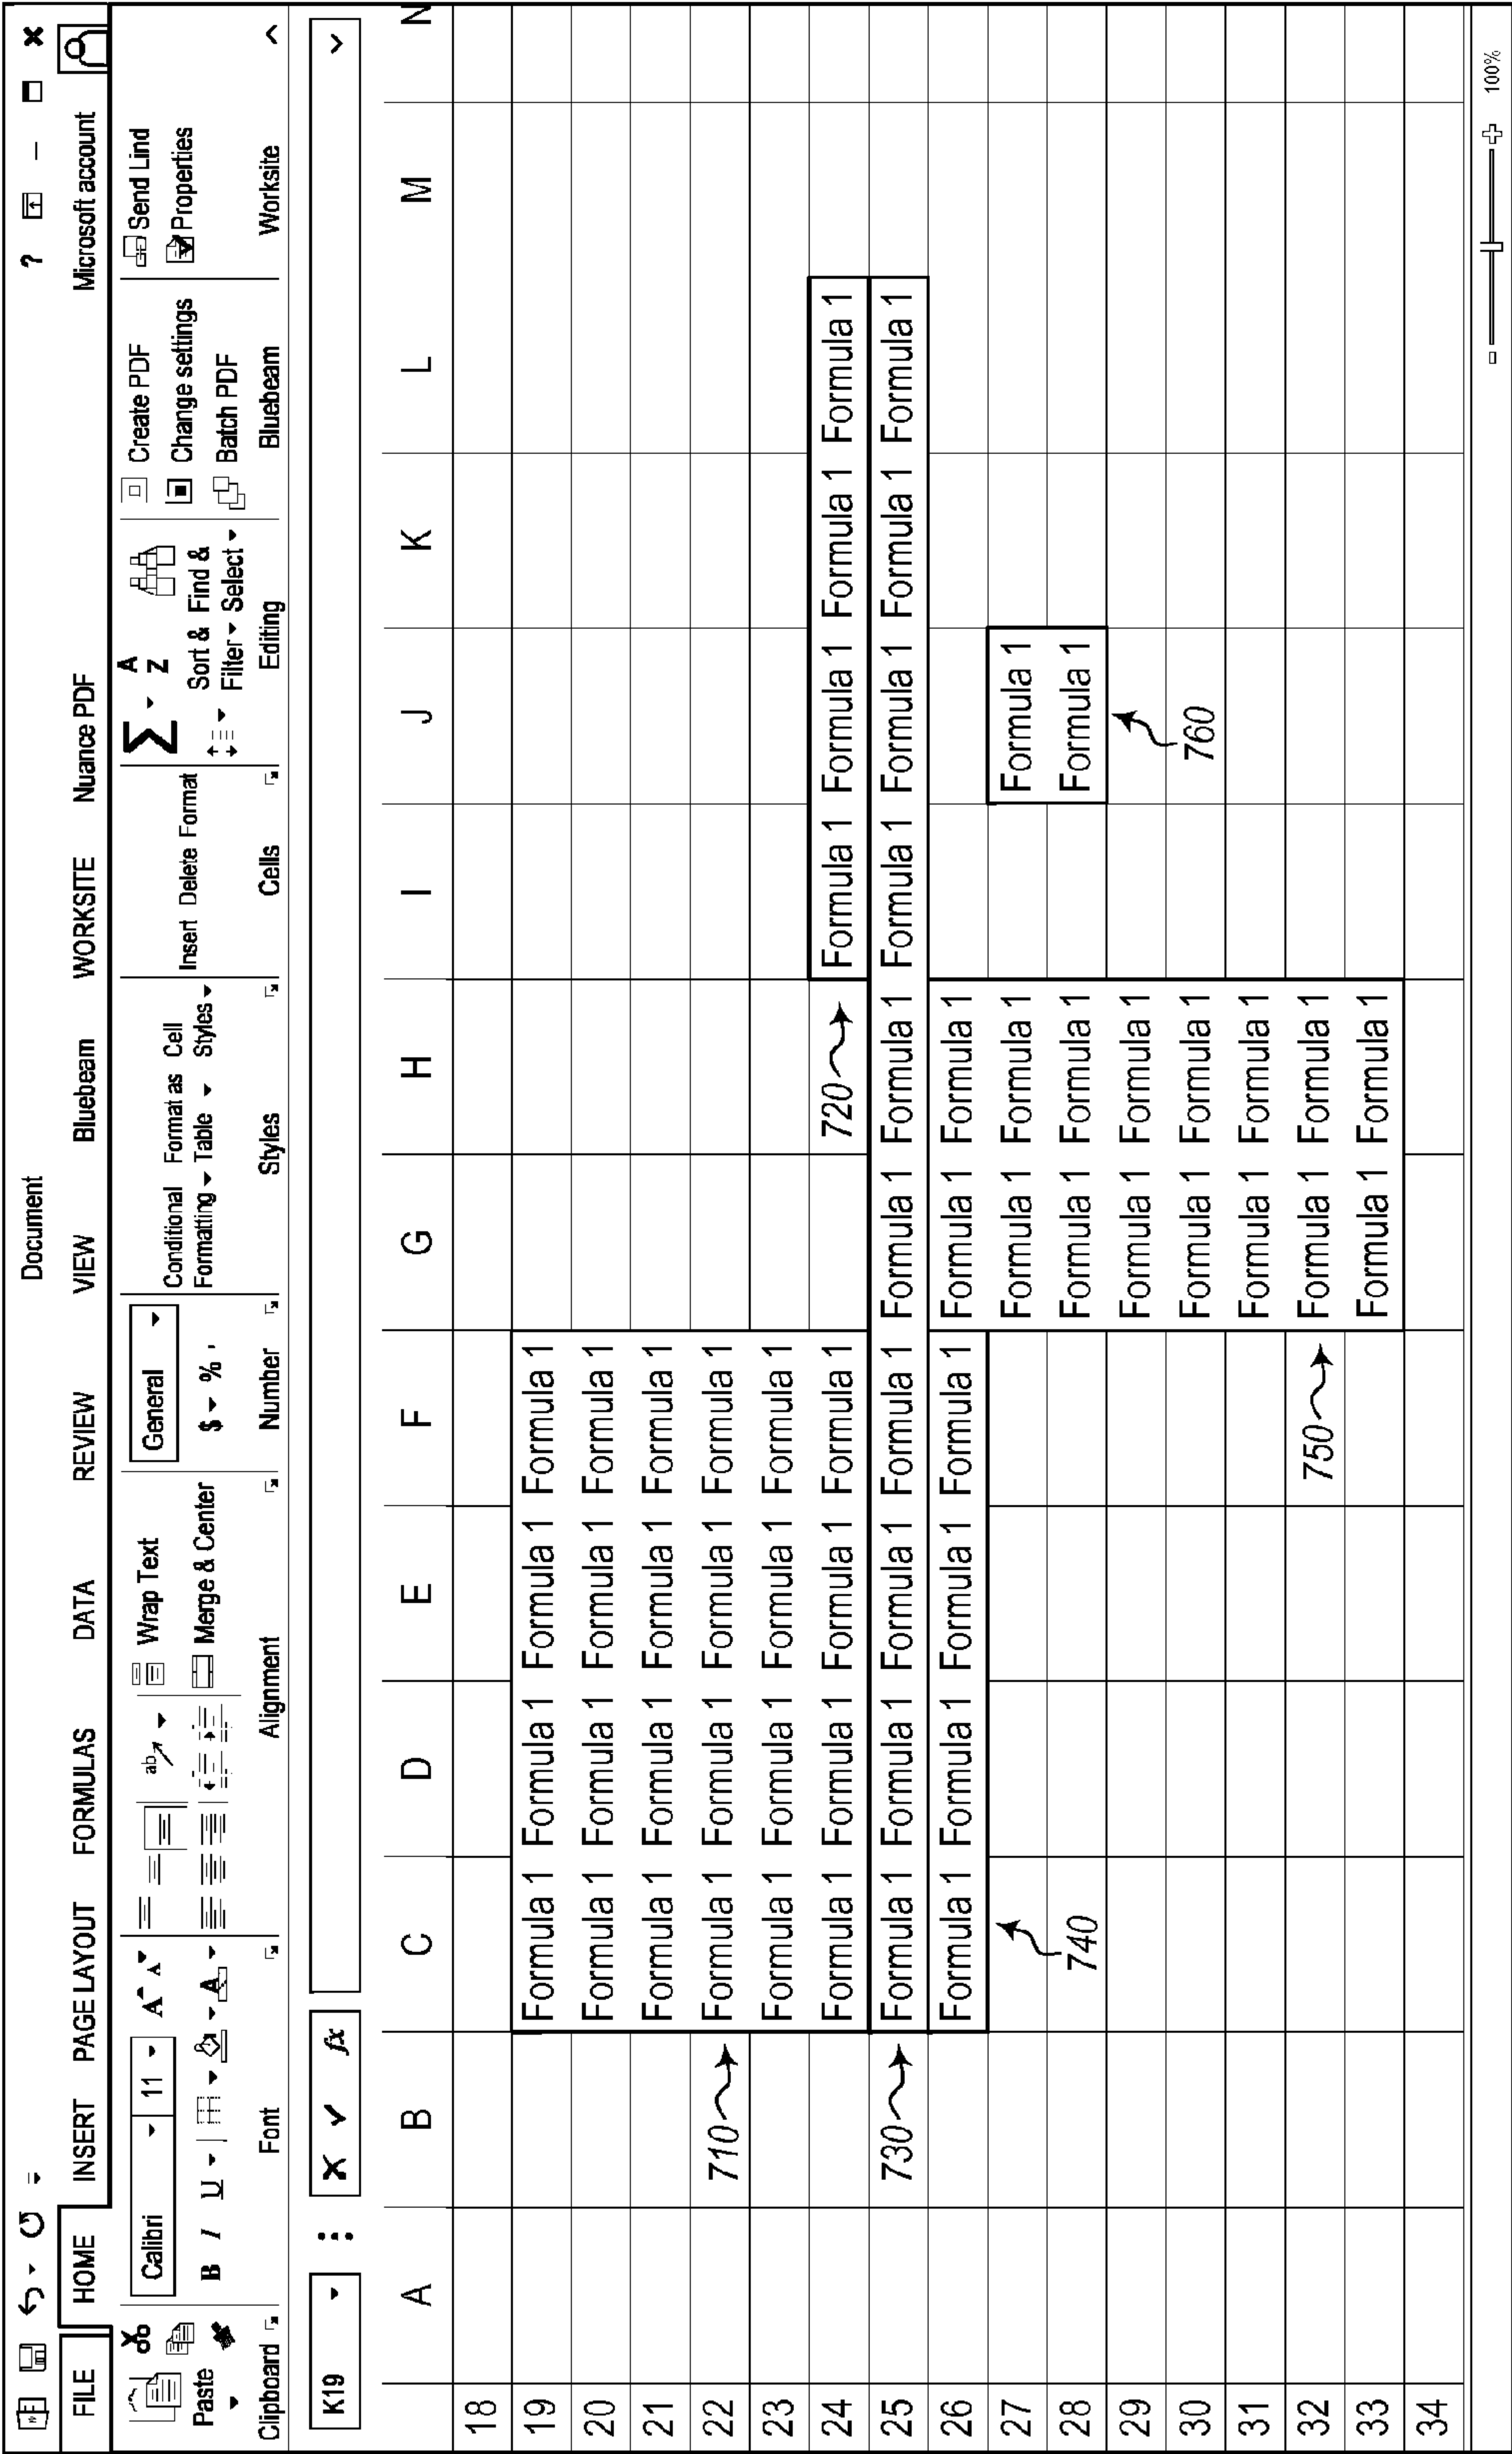 Document ? – ×
FILE HOME INSERT PAGE LAYOUT FORMULAS DATA REVIEW VIEW Bluebeam WORKSITE Nuance PDF Microsoft account
Calibri 11 A A ab Wrap Text General Σ A Z Create PDF Send Lind
Conditional Format as Cell Sort & Find & Change settings Properties
Paste B I U A Merge & Center $ % , Formatting Table Styles Insert Delete Format Filter Select Batch PDF
Clipboard Font Alignment Number Styles Cells Editing Bluebeam Worksite
K19 fx
A B C D E F G H I J K L M N
18
19 Formula 1 Formula 1 Formula 1 Formula 1
20 Formula 1 Formula 1 Formula 1 Formula 1
21 Formula 1 Formula 1 Formula 1 Formula 1
22 710 Formula 1 Formula 1 Formula 1 Formula 1
23 Formula 1 Formula 1 Formula 1 Formula 1
24 Formula 1 Formula 1 Formula 1 Formula 1 720 Formula 1 Formula 1 Formula 1 Formula 1
25 730 Formula 1 Formula 1 Formula 1 Formula 1 Formula 1 Formula 1 Formula 1 Formula 1 Formula 1 Formula 1
26 Formula 1 Formula 1 Formula 1 Formula 1 Formula 1 Formula 1
27 Formula 1 Formula 1 Formula 1
28 740 Formula 1 Formula 1 Formula 1
29 Formula 1 Formula 1
30 Formula 1 Formula 1 760
31 Formula 1 Formula 1
32 750 Formula 1 Formula 1
33 Formula 1 Formula 1
34
100%